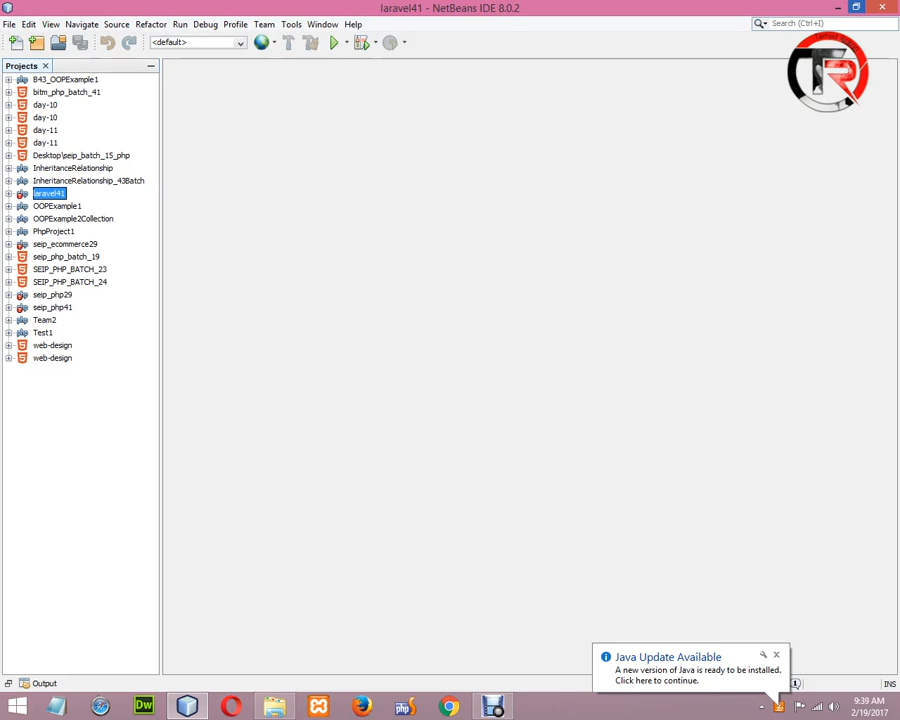 laravel41 - NetBeans IDE 8.0.2
File Edit View Navigate Source Refactor Run Debug Profile Team Tools Window Help
Search (Ctrl+I)
<default>
Projects
B43_OOPExample1
bitm_php_batch_41
day-10
day-10
day-11
day-11
Desktop\seip_batch_15_php
InheritanceRelationship
InheritanceRelationship_43Batch
laravel41
OOPExample1
OOPExample2Collection
PhpProject1
seip_ecommerce29
seip_php_batch_19
SEIP_PHP_BATCH_23
SEIP_PHP_BATCH_24
seip_php29
seip_php41
Team2
Test1
web-design
web-design
TR
Java Update Available
A new version of Java is ready to be installed.
Click here to continue.
Output
1
INS
Dw
php
9:39 AM
2/19/2017